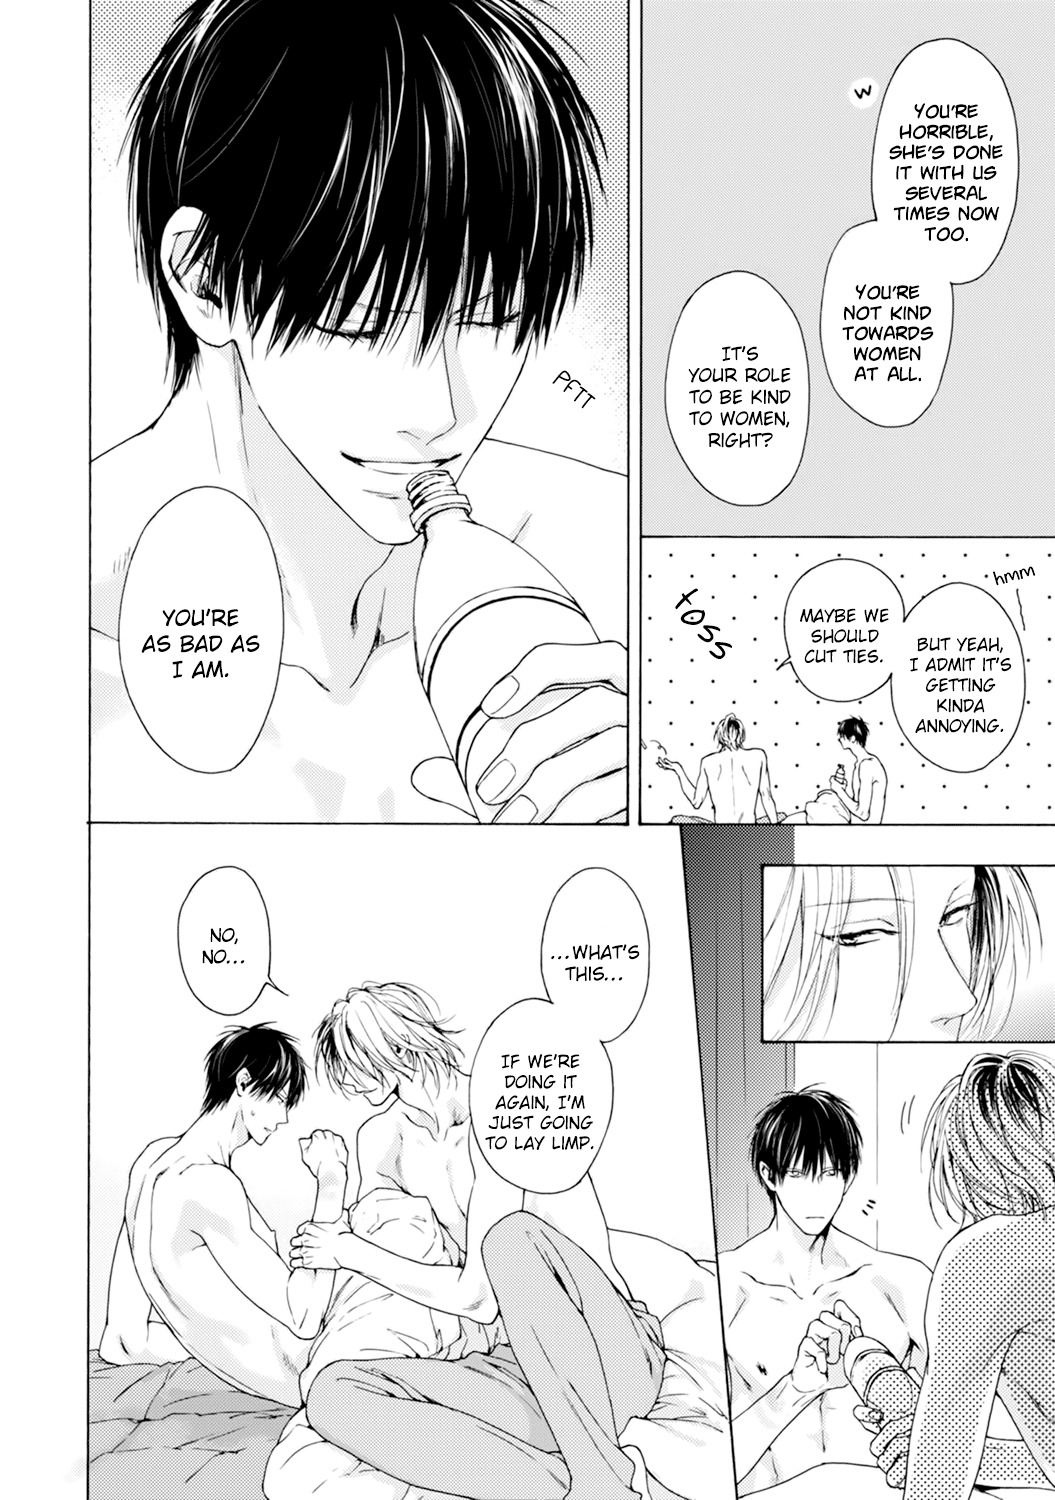 W
YOU'RE
HORRIBLE,
SHE'S DONE
IT WITH US
SEVERAL
TIMES NOW
TOO.
YOU'RE
NOT KIND
TOWARDS
WOMEN
AT ALL.
IT'S
YOUR ROLE
TO BE KIND
TO WOMEN,
RIGHT?
PFTT
YOU'RE
AS BAD AS
I AM.
hmm
BUT YEAH,
I ADMIT IT'S
GETTING
KINDA
ANNOYING.
MAYBE WE
SHOULD
CUT TIES.
toss
...WHAT'S
THIS...
IF WE'RE
DOING IT
AGAIN, I'M
JUST GOING
TO LAY LIMP.
NO,
NO...